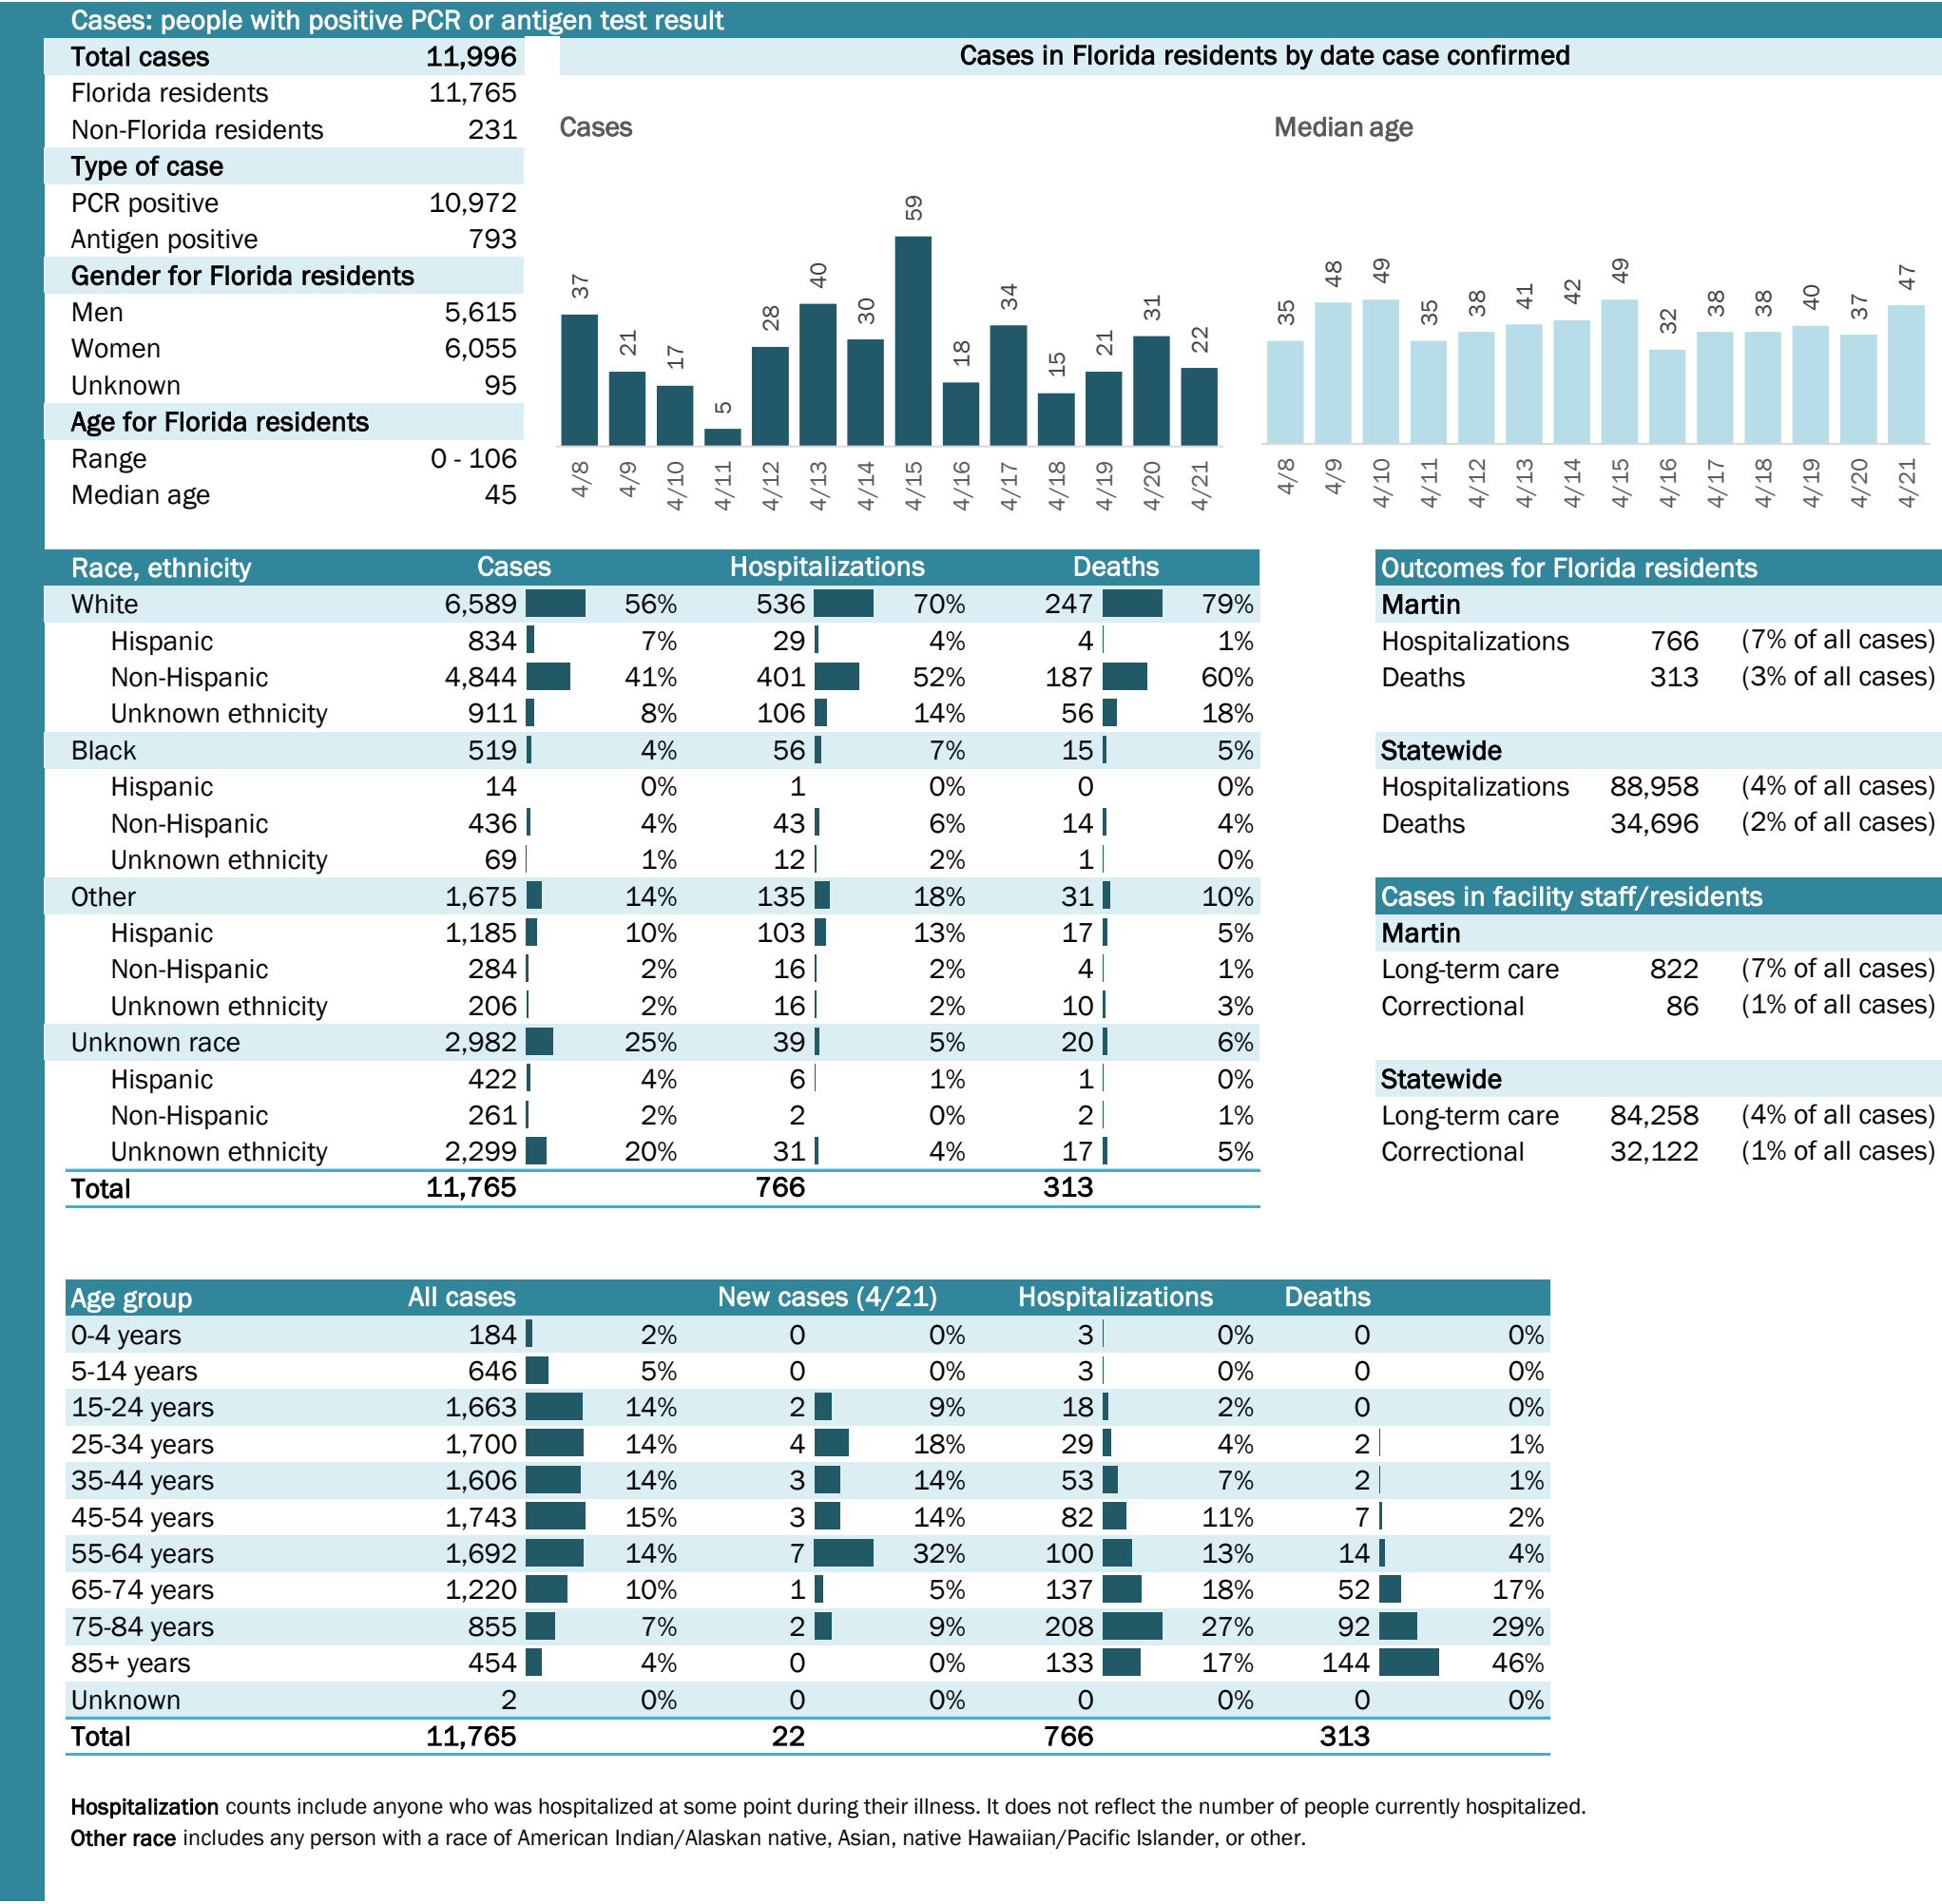 Cases: people with positive PCR or antigen test result
Total cases 11,996
Florida residents 11,765
Non-Florida residents 231
Type of case
PCR positive 10,972
Antigen positive 793
Gender for Florida residents
Men 5,615
Women 6,055
Unknown 95
Age for Florida residents
Range 0 - 106
Median age 45
Cases in Florida residents by date case confirmed
Cases
37 21 17 5 28 40 30 59 18 34 15 21 31 22
4/8 4/9 4/10 4/11 4/12 4/13 4/14 4/15 4/16 4/17 4/18 4/19 4/20 4/21
Median age
35 48 49 35 38 41 42 49 32 38 38 40 37 47
4/8 4/9 4/10 4/11 4/12 4/13 4/14 4/15 4/16 4/17 4/18 4/19 4/20 4/21
Race, ethnicity Cases Hospitalizations Deaths
White 6,589 56% 536 70% 247 79%
Hispanic 834 7% 29 4% 4 1%
Non-Hispanic 4,844 41% 401 52% 187 60%
Unknown ethnicity 911 8% 106 14% 56 18%
Black 519 4% 56 7% 15 5%
Hispanic 14 0% 1 0% 0 0%
Non-Hispanic 436 4% 43 6% 14 4%
Unknown ethnicity 69 1% 12 2% 1 0%
Other 1,675 14% 135 18% 31 10%
Hispanic 1,185 10% 103 13% 17 5%
Non-Hispanic 284 2% 16 2% 4 1%
Unknown ethnicity 206 2% 16 2% 10 3%
Unknown race 2,982 25% 39 5% 20 6%
Hispanic 422 4% 6 1% 1 0%
Non-Hispanic 261 2% 2 0% 2 1%
Unknown ethnicity 2,299 20% 31 4% 17 5%
Total 11,765 766 313
Outcomes for Florida residents
Martin
Hospitalizations 766 (7% of all cases)
Deaths 313 (3% of all cases)
Statewide
Hospitalizations 88,958 (4% of all cases)
Deaths 34,696 (2% of all cases)
Cases in facility staff/residents
Martin
Long-term care 822 (7% of all cases)
Correctional 86 (1% of all cases)
Statewide
Long-term care 84,258 (4% of all cases)
Correctional 32,122 (1% of all cases)
Age group All cases New cases (4/21) Hospitalizations Deaths
0-4 years 184 2% 0 0% 3 0% 0 0%
5-14 years 646 5% 0 0% 3 0% 0 0%
15-24 years 1,663 14% 2 9% 18 2% 0 0%
25-34 years 1,700 14% 4 18% 29 4% 2 1%
35-44 years 1,606 14% 3 14% 53 7% 2 1%
45-54 years 1,743 15% 3 14% 82 11% 7 2%
55-64 years 1,692 14% 7 32% 100 13% 14 4%
65-74 years 1,220 10% 1 5% 137 18% 52 17%
75-84 years 855 7% 2 9% 208 27% 92 29%
85+ years 454 4% 0 0% 133 17% 144 46%
Unknown 2 0% 0 0% 0 0% 0 0%
Total 11,765 22 766 313
Hospitalization counts include anyone who was hospitalized at some point during their illness. It does not reflect the number of people currently hospitalized.
Other race includes any person with a race of American Indian/Alaskan native, Asian, native Hawaiian/Pacific Islander, or other.